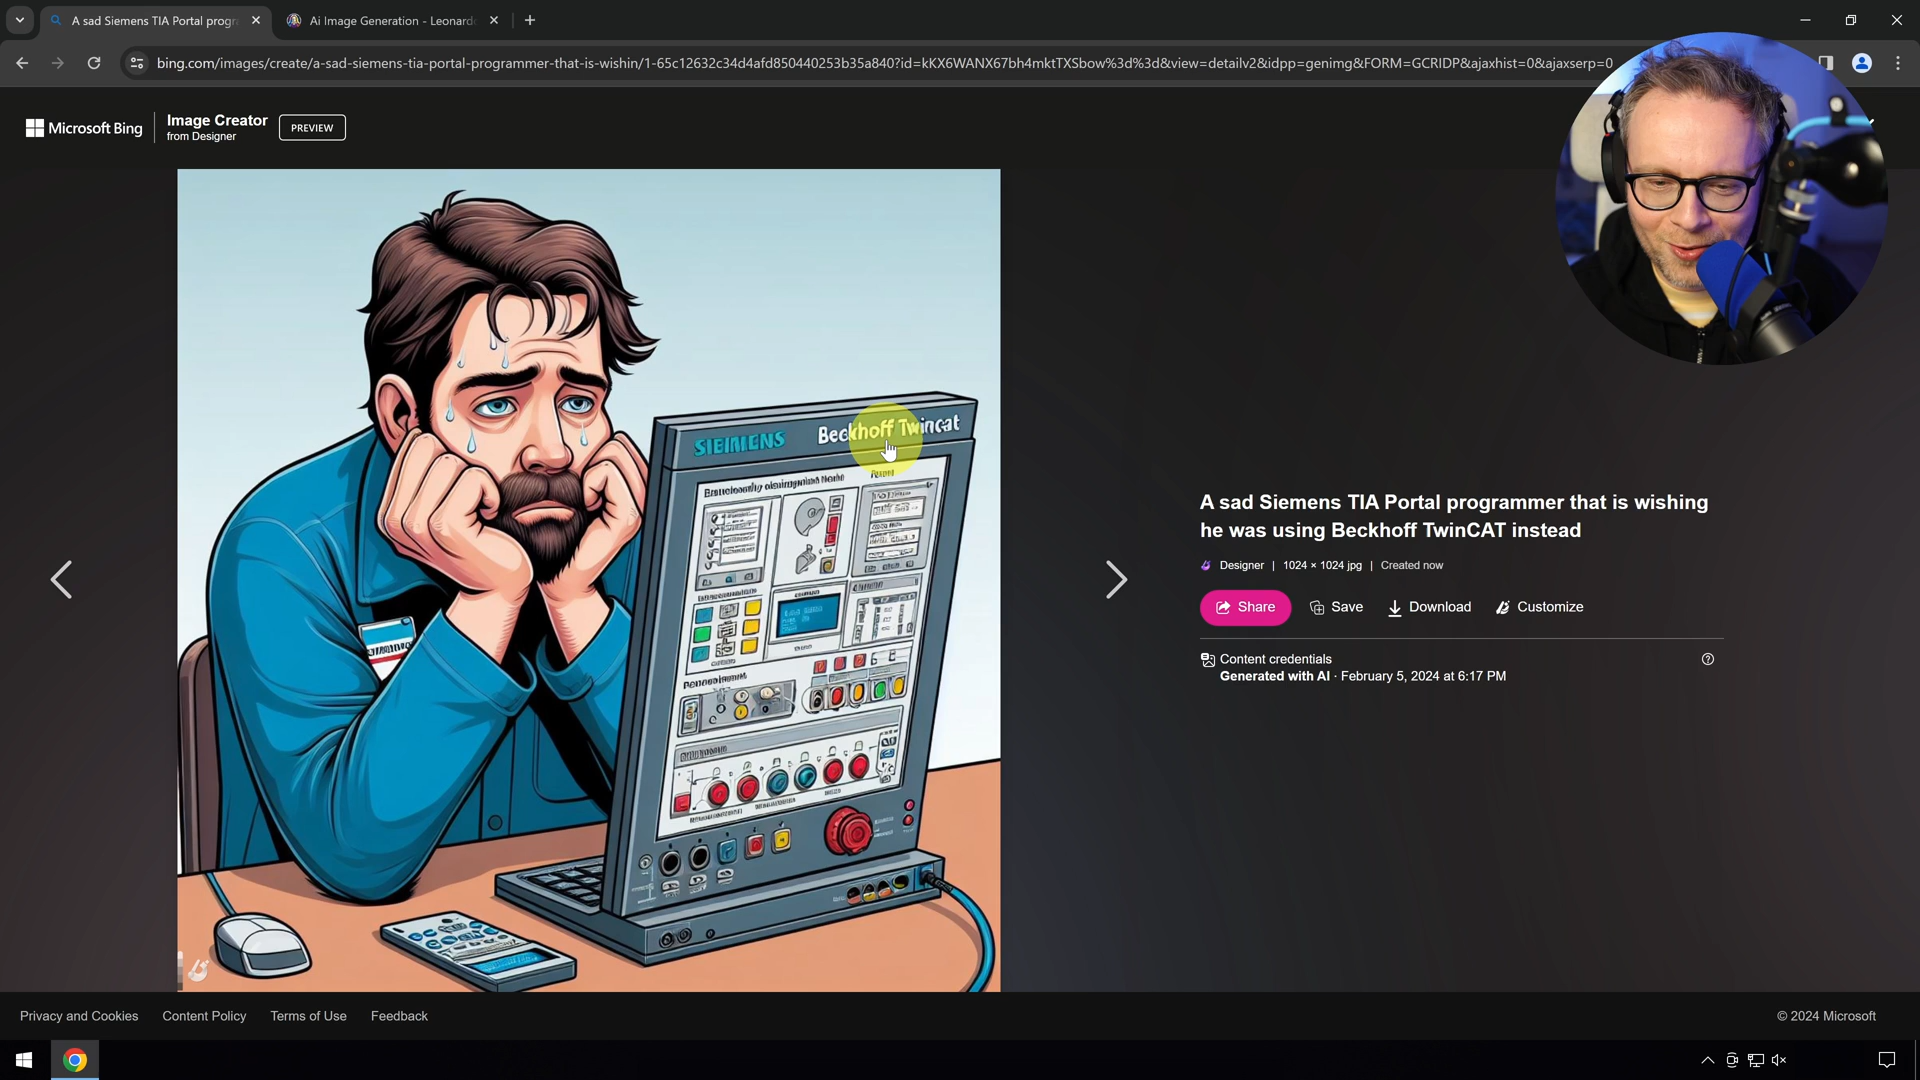 A sad Siemens TIA Portal progr
Ai Image Generation - Leonard
bing.com/images/create/a-sad-siemens-tia-portal-programmer-that-is-wishin/1-65c12632c34d4afd850440253b35a840?id=kKX6WANX67bh4mktTXSbow%3d%3d&view=detailv2&idpp=genimg&FORM=GCRIDP&ajaxhist=0&ajaxserp=0
Microsoft Bing
Image Creator
from Designer
PREVIEW
SIEMENS Beckhoff Twincat
A sad Siemens TIA Portal programmer that is wishing
he was using Beckhoff TwinCAT instead
Designer | 1024 × 1024 jpg | Created now
Share Save Download Customize
Content credentials
Generated with AI · February 5, 2024 at 6:17 PM
Privacy and Cookies Content Policy Terms of Use Feedback
© 2024 Microsoft